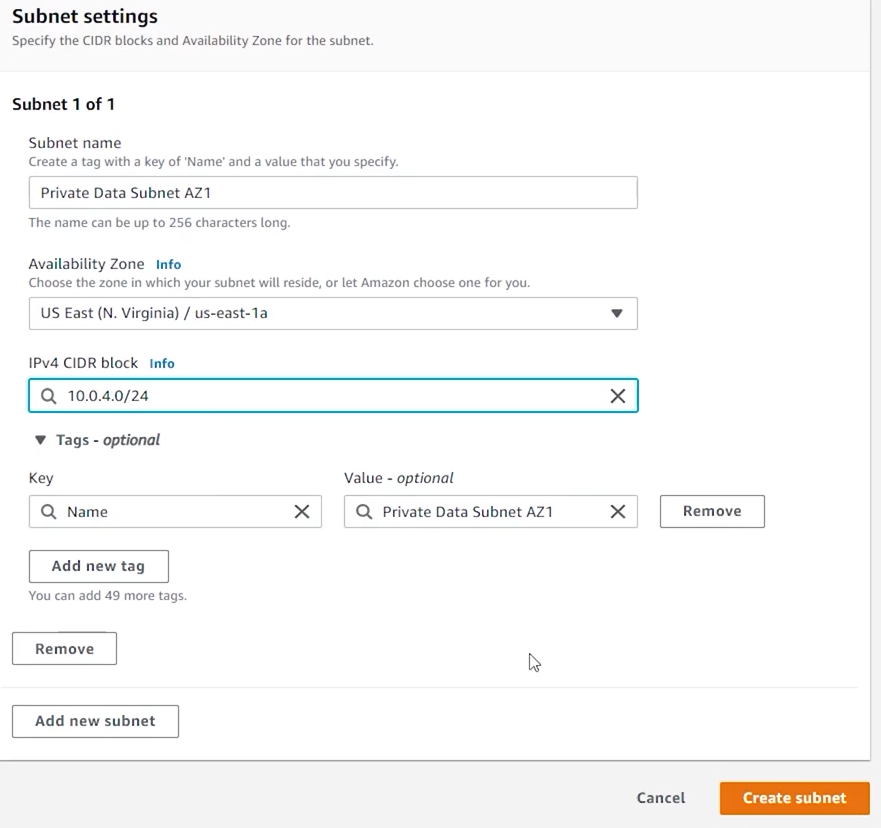 Subnet settings
Specify the CIDR blocks and Availability Zone for the subnet.
Subnet 1 of 1
Subnet name
Create a tag with a key of 'Name' and a value that you specify.
Private Data Subnet AZ1
The name can be up to 256 characters long.
Availability Zone Info
Choose the zone in which your subnet will reside, or let Amazon choose one for you.
US East (N. Virginia) / us-east-1a
IPv4 CIDR block Info
10.0.4.0/24
Tags - optional
Key Value - optional
Name Private Data Subnet AZ1 Remove
Add new tag
You can add 49 more tags.
Remove
Add new subnet
Cancel Create subnet